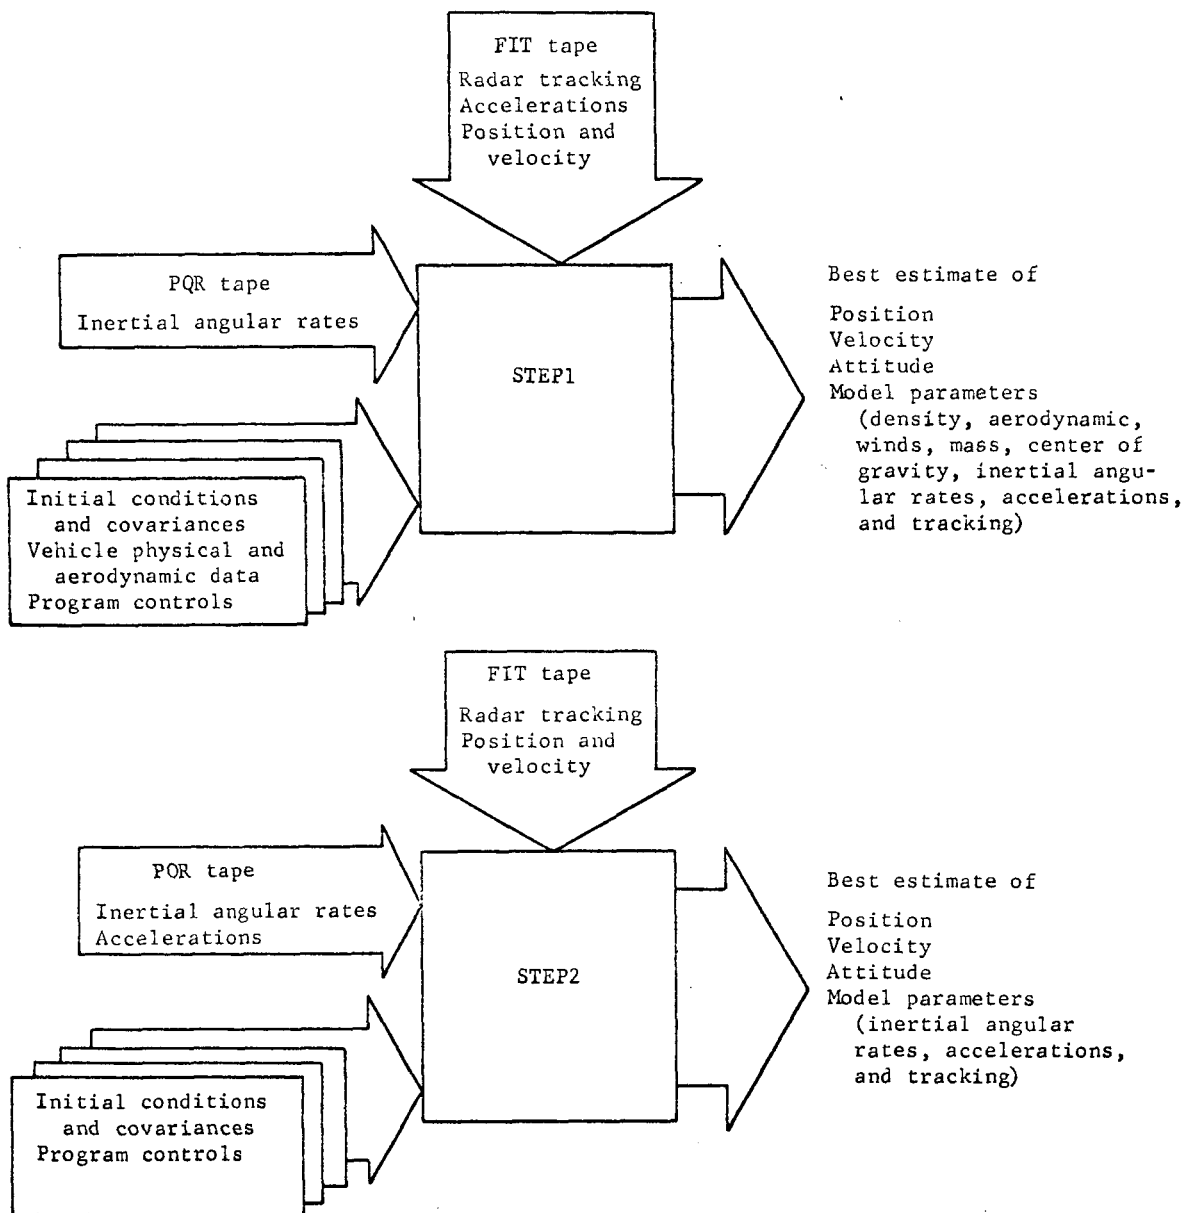 FIT tape
Radar tracking
Accelerations
Position and
velocity
PQR tape
Inertial angular rates
Initial conditions
and covariances
Vehicle physical and
aerodynamic data
Program controls
STEP1
Best estimate of
Position
Velocity
Attitude
Model parameters
(density, aerodynamic,
winds, mass, center of
gravity, inertial angu-
lar rates, accelerations,
and tracking)
FIT tape
Radar tracking
Position and
velocity
PQR tape
Inertial angular rates
Accelerations
Initial conditions
and covariances
Program controls
STEP2
Best estimate of
Position
Velocity
Attitude
Model parameters
(inertial angular
rates, accelerations,
and tracking)